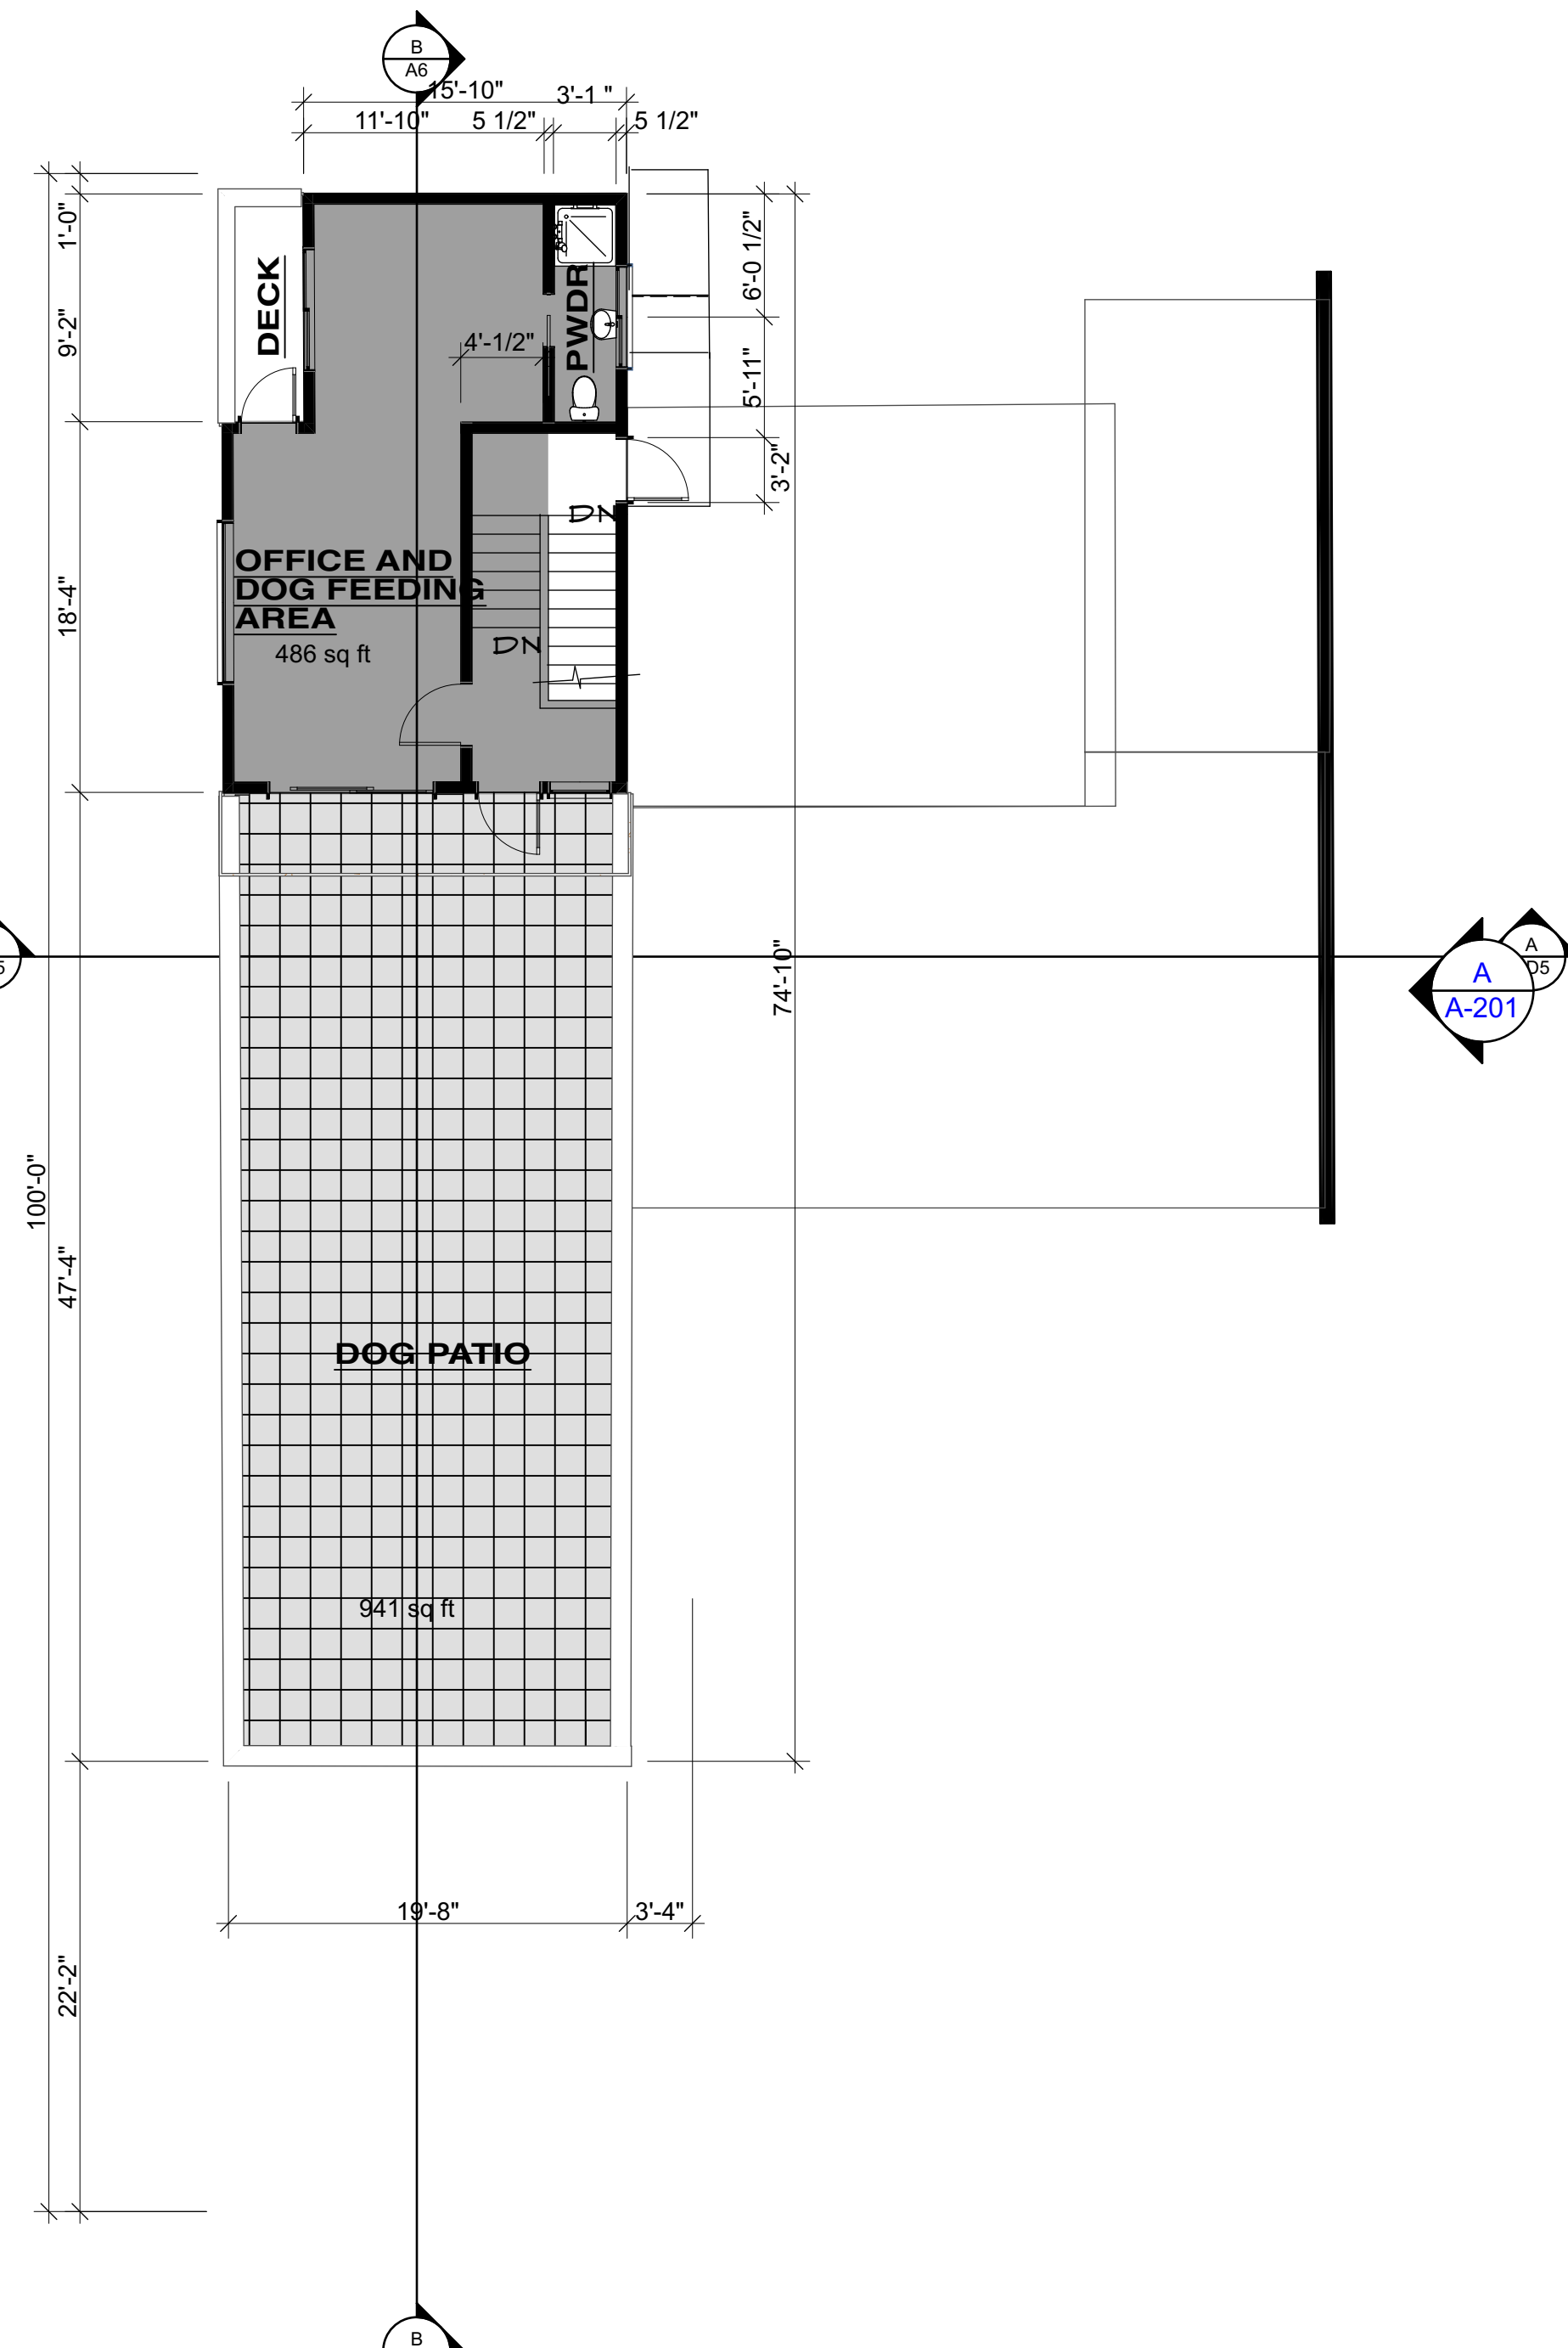 B
A6
15'-10"
3'-1 "
11'-10"
5 1/2"
5 1/2"
1'-0"
9'-2"
18'-4"
47'-4"
22'-2"
100'-0"
DECK
PWDR
4'-1/2"
6'-0 1/2"
5'-11"
3'-2"
74'-10"
DN
OFFICE AND
DOG FEEDING
AREA
486 sq ft
DN
5
A
D5
A
A-201
DOG PATIO
941 sq ft
19'-8"
3'-4"
B